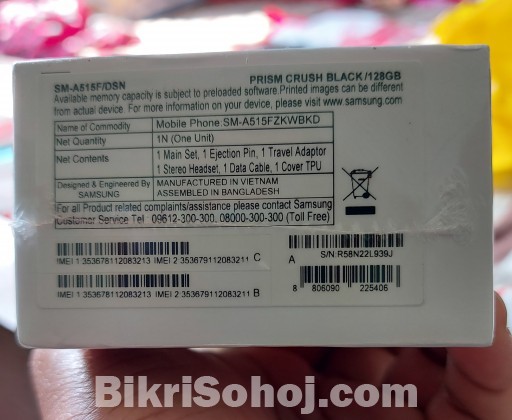 SM-A515F/DSN
PRISM CRUSH BLACK/128GB
Available memory capacity is subject to preloaded software. Printed images can be different
from actual device. For more information on your device, please visit www.samsung.com
Name of Commodity Mobile Phone:SM-A515FZKWBKD
Net Quantity 1N (One Unit)
Net Contents 1 Main Set, 1 Ejection Pin, 1 Travel Adaptor
1 Stereo Headset, 1 Data Cable, 1 Cover TPU
Designed & Engineered By MANUFACTURED IN VIETNAM
SAMSUNG ASSEMBLED IN BANGLADESH
For all Product related complaints/assistance please contact Samsung
Customer Service Tel 09612-300-300. 08000-300-300 (Toll Free)
IMEI 1 353678112083213 IMEI 2 353679112083211 C
A S/N:R58N22L939J
IMEI 1 353678112083213 IMEI 2 353679112083211 B
8 806090 225406
BikriSohoj.com